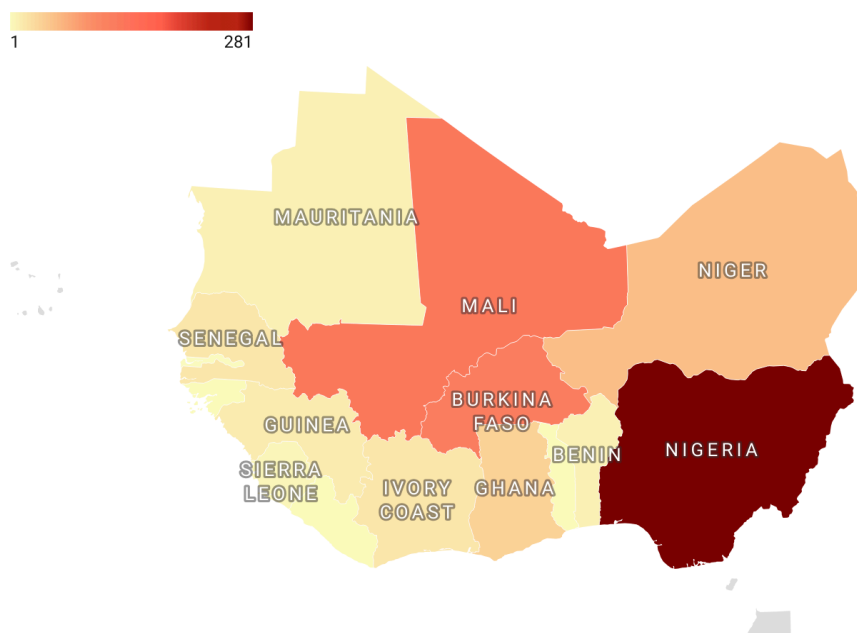 1 281
MAURITANIA
NIGER
MALI
SENEGAL
BURKINA
FASO
GUINEA
NIGERIA
BENIN
SIERRA
LEONE
IVORY
COAST
GHANA